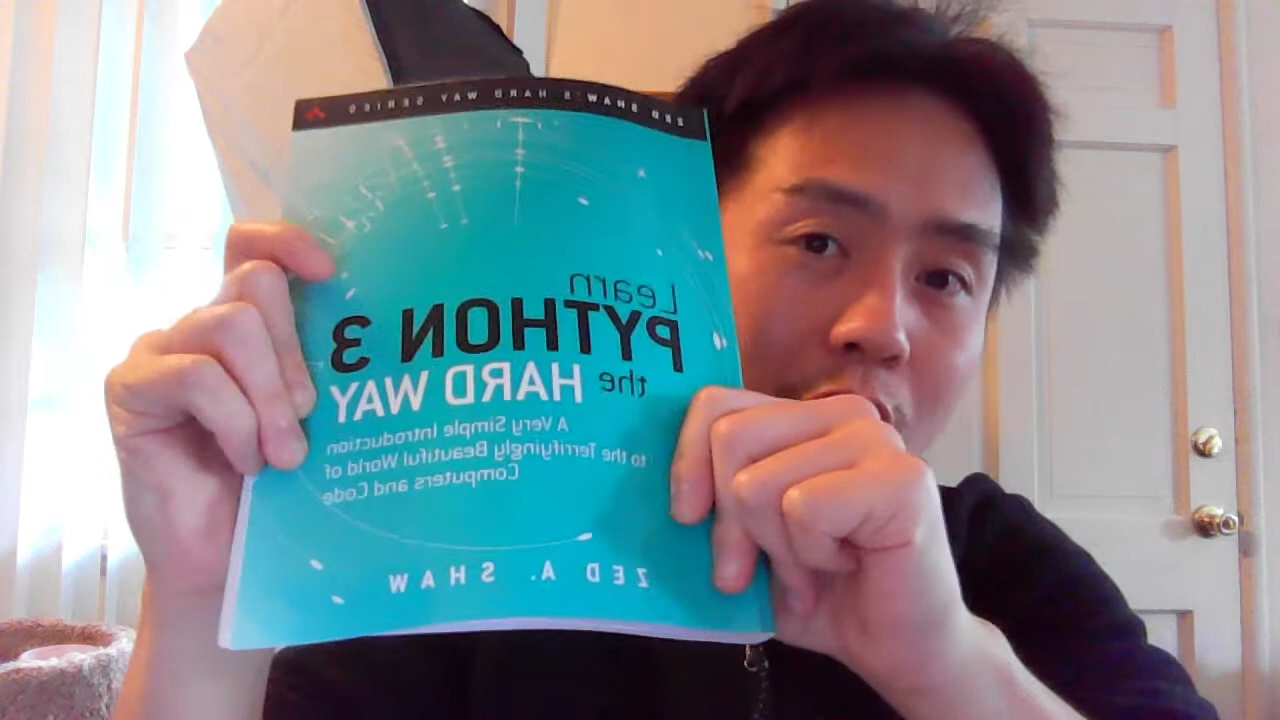 ZED SHAW'S HARD WAY SERIES
Learn
PYTHON 3
the HARD WAY
A Very Simple Introduction
to the Terrifyingly Beautiful World of
Computers and Code
ZED A. SHAW